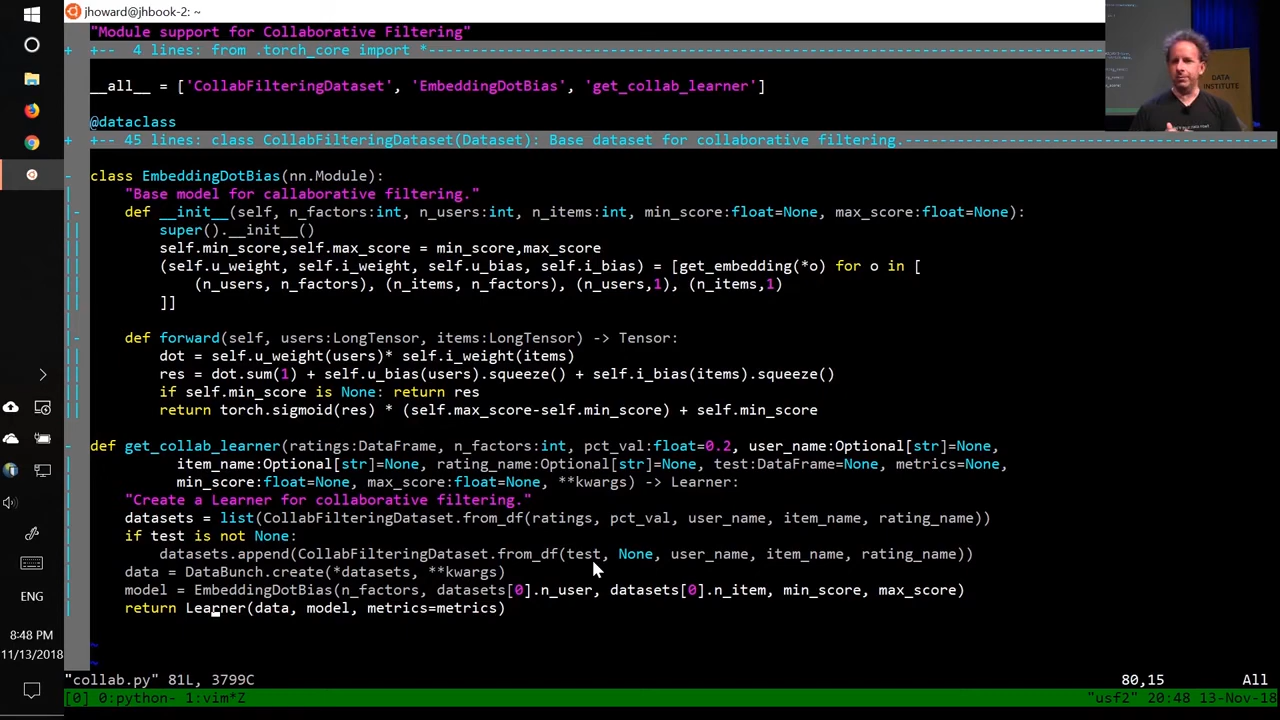 jhoward@jhbook-2: ~
"Module support for Collaborative Filtering"
+ +-- 4 lines: from .torch_core import *
__all__ = ['CollabFilteringDataset', 'EmbeddingDotBias', 'get_collab_learner']
@dataclass
+ +-- 45 lines: class CollabFilteringDataset(Dataset): Base dataset for collaborative filtering.
class EmbeddingDotBias(nn.Module):
"Base model for callaborative filtering."
def __init__(self, n_factors:int, n_users:int, n_items:int, min_score:float=None, max_score:float=None):
super().__init__()
self.min_score,self.max_score = min_score,max_score
(self.u_weight, self.i_weight, self.u_bias, self.i_bias) = [get_embedding(*o) for o in [
(n_users, n_factors), (n_items, n_factors), (n_users,1), (n_items,1)
]]
def forward(self, users:LongTensor, items:LongTensor) -> Tensor:
dot = self.u_weight(users)* self.i_weight(items)
res = dot.sum(1) + self.u_bias(users).squeeze() + self.i_bias(items).squeeze()
if self.min_score is None: return res
return torch.sigmoid(res) * (self.max_score-self.min_score) + self.min_score
def get_collab_learner(ratings:DataFrame, n_factors:int, pct_val:float=0.2, user_name:Optional[str]=None,
item_name:Optional[str]=None, rating_name:Optional[str]=None, test:DataFrame=None, metrics=None,
min_score:float=None, max_score:float=None, **kwargs) -> Learner:
"Create a Learner for collaborative filtering."
datasets = list(CollabFilteringDataset.from_df(ratings, pct_val, user_name, item_name, rating_name))
if test is not None:
datasets.append(CollabFilteringDataset.from_df(test, None, user_name, item_name, rating_name))
data = DataBunch.create(*datasets, **kwargs)
model = EmbeddingDotBias(n_factors, datasets[0].n_user, datasets[0].n_item, min_score, max_score)
return Learner(data, model, metrics=metrics)
~
~
"collab.py" 81L, 3799C 80,15 All
[0] 0:python- 1:vim*Z "usf2" 20:48 13-Nov-18
ENG
8:48 PM
11/13/2018
DATA
INSTITUTE